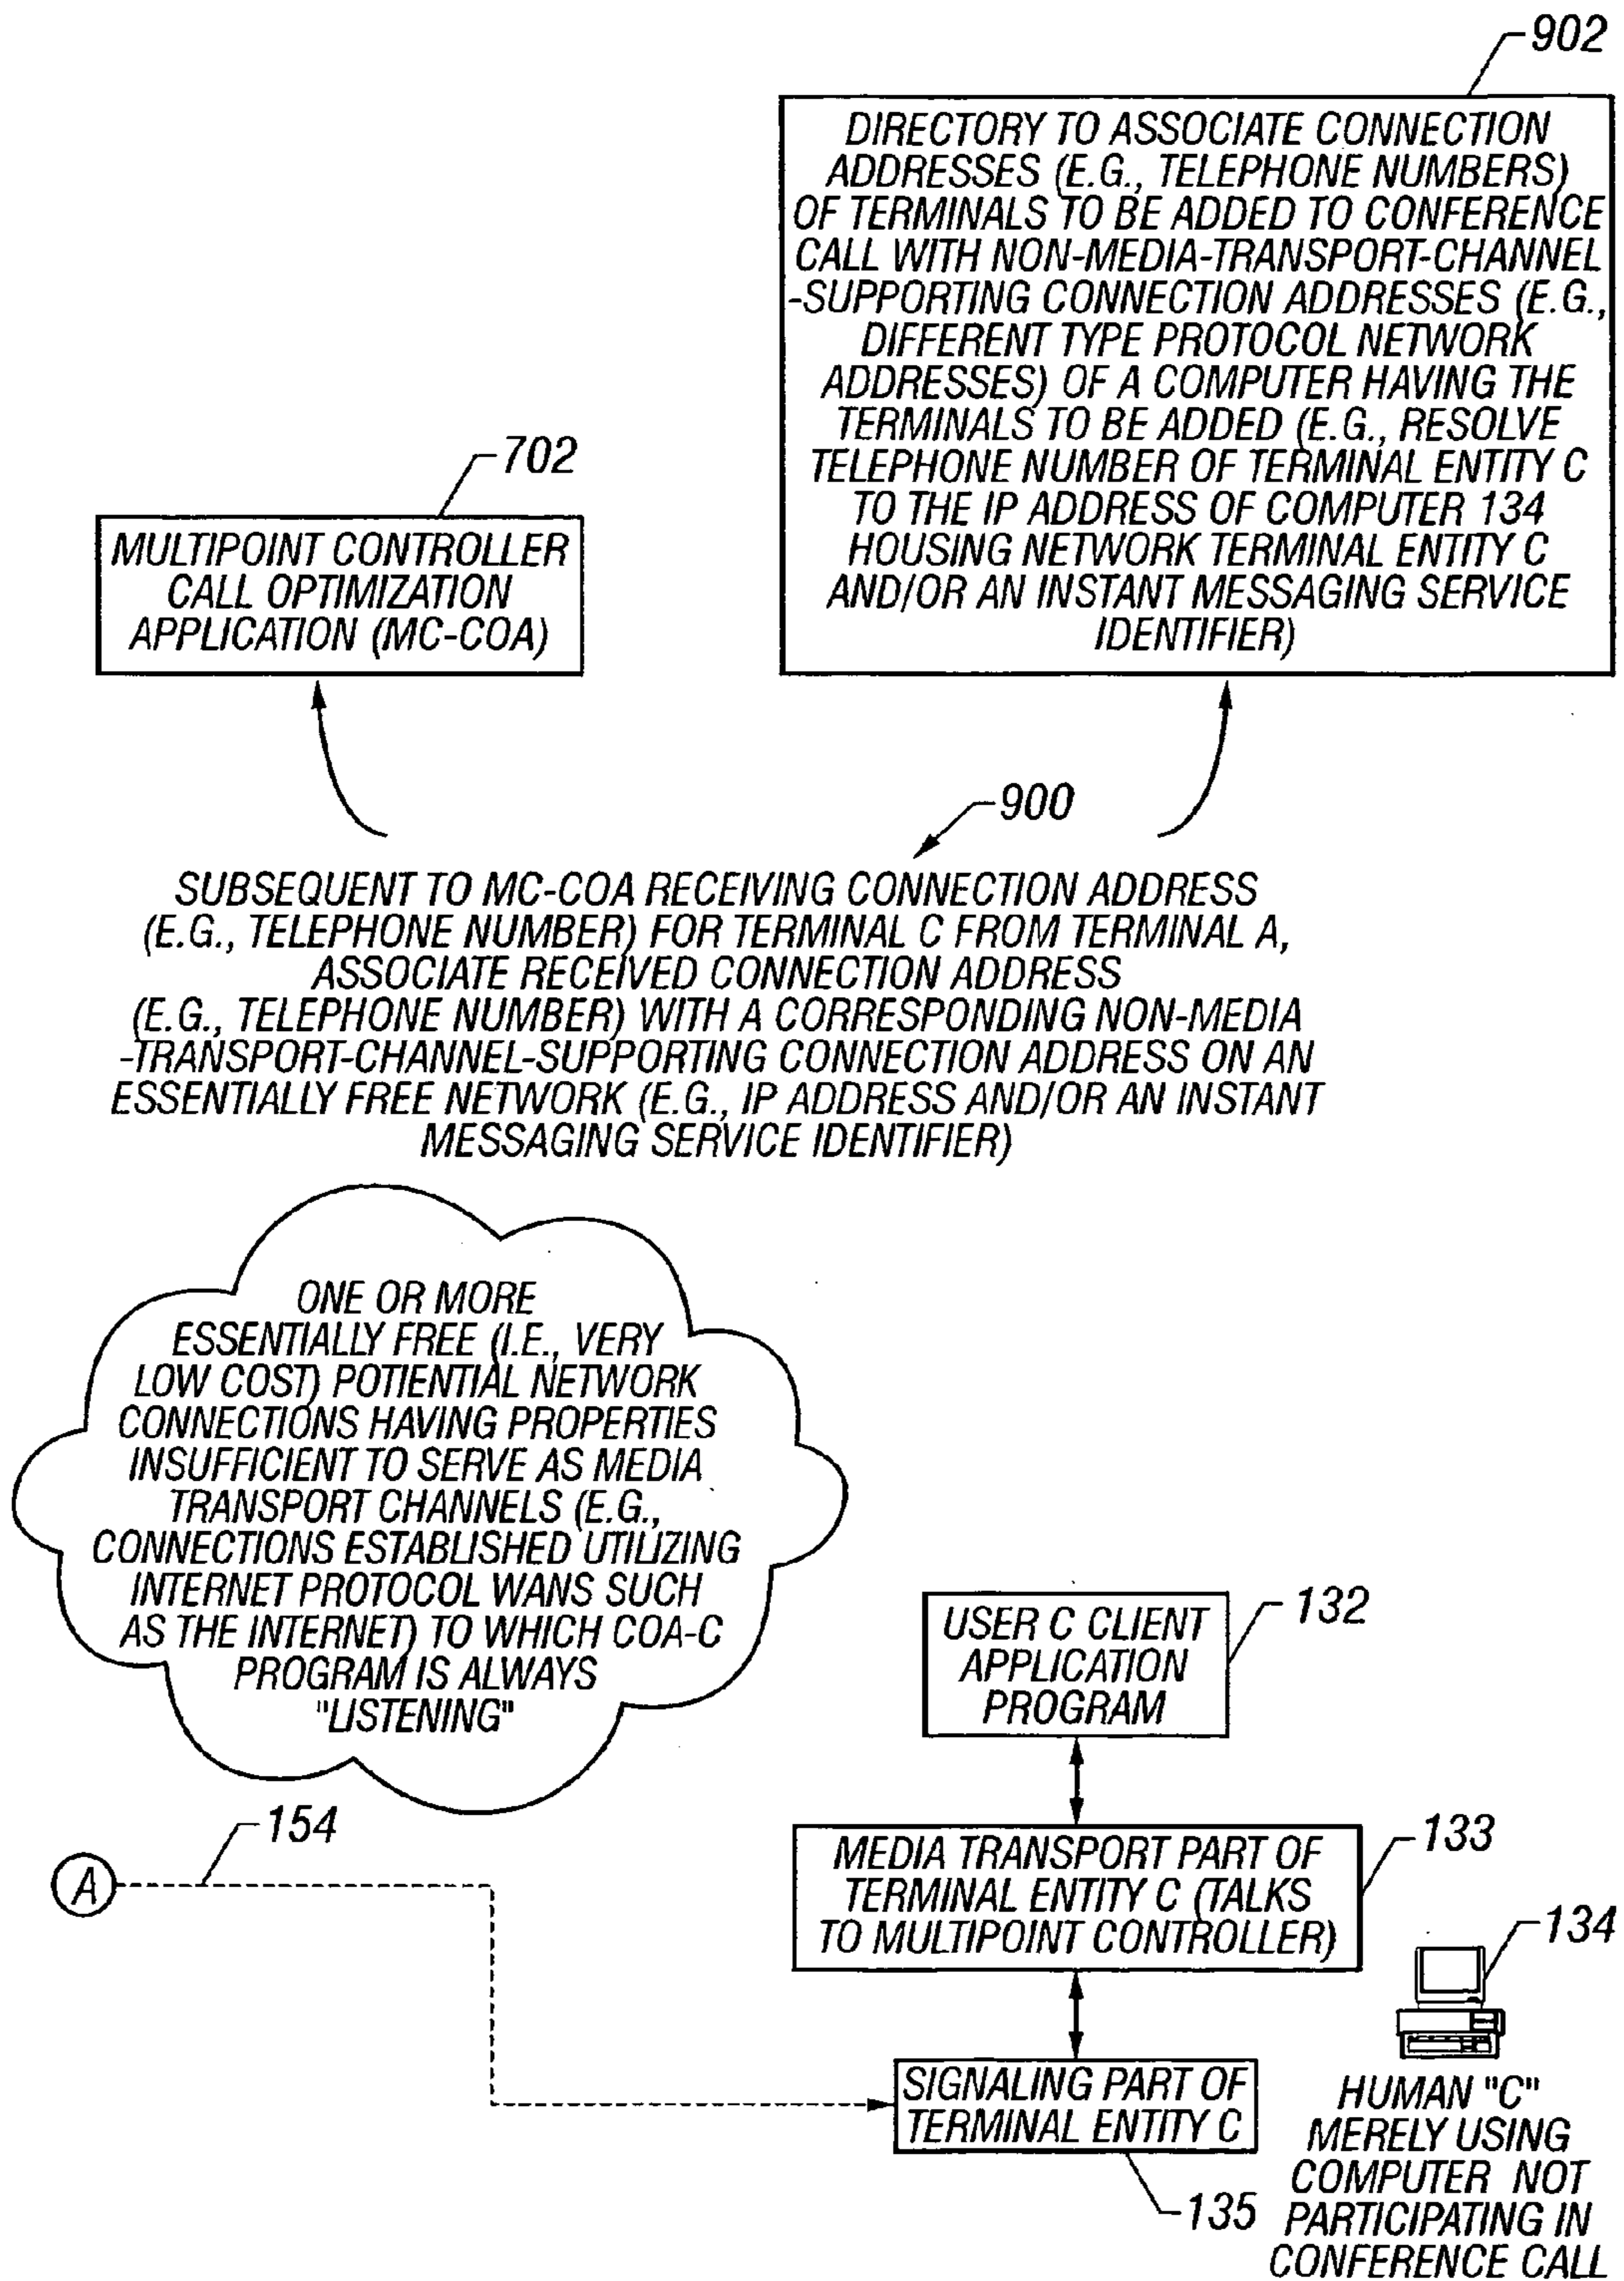 902
DIRECTORY TO ASSOCIATE CONNECTION
ADDRESSES (E.G., TELEPHONE NUMBERS)
OF TERMINALS TO BE ADDED TO CONFERENCE
CALL WITH NON-MEDIA-TRANSPORT-CHANNEL
-SUPPORTING CONNECTION ADDRESSES (E.G.,
DIFFERENT TYPE PROTOCOL NETWORK
ADDRESSES) OF A COMPUTER HAVING THE
TERMINALS TO BE ADDED (E.G., RESOLVE
TELEPHONE NUMBER OF TERMINAL ENTITY C
TO THE IP ADDRESS OF COMPUTER 134
HOUSING NETWORK TERMINAL ENTITY C
AND/OR AN INSTANT MESSAGING SERVICE
IDENTIFIER)
702
MULTIPOINT CONTROLLER
CALL OPTIMIZATION
APPLICATION (MC-COA)
900
SUBSEQUENT TO MC-COA RECEIVING CONNECTION ADDRESS
(E.G., TELEPHONE NUMBER) FOR TERMINAL C FROM TERMINAL A,
ASSOCIATE RECEIVED CONNECTION ADDRESS
(E.G., TELEPHONE NUMBER) WITH A CORRESPONDING NON-MEDIA
-TRANSPORT-CHANNEL-SUPPORTING CONNECTION ADDRESS ON AN
ESSENTIALLY FREE NETWORK (E.G., IP ADDRESS AND/OR AN INSTANT
MESSAGING SERVICE IDENTIFIER)
ONE OR MORE
ESSENTIALLY FREE (I.E., VERY
LOW COST) POTIENTIAL NETWORK
CONNECTIONS HAVING PROPERTIES
INSUFFICIENT TO SERVE AS MEDIA
TRANSPORT CHANNELS (E.G.,
CONNECTIONS ESTABLISHED UTILIZING
INTERNET PROTOCOL WANS SUCH
AS THE INTERNET) TO WHICH COA-C
PROGRAM IS ALWAYS
"LISTENING"
132
USER C CLIENT
APPLICATION
PROGRAM
154
A
133
MEDIA TRANSPORT PART OF
TERMINAL ENTITY C (TALKS
TO MULTIPOINT CONTROLLER)
134
SIGNALING PART OF
TERMINAL ENTITY C
135
HUMAN "C"
MERELY USING
COMPUTER NOT
PARTICIPATING IN
CONFERENCE CALL